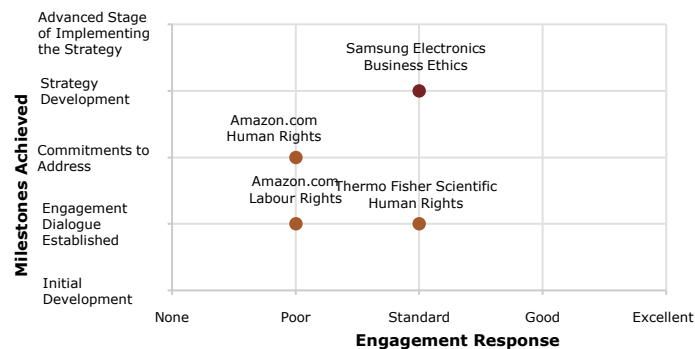 Advanced Stage
of Implementing
the Strategy
Samsung Electronics
Business Ethics
Strategy
Development
Amazon.com
Human Rights
Commitments to
Address
Amazon.com
Labour Rights
Thermo Fisher Scientific
Human Rights
Engagement
Dialogue
Established
Initial
Development
Milestones Achieved
None
Poor
Standard
Good
Excellent
Engagement Response